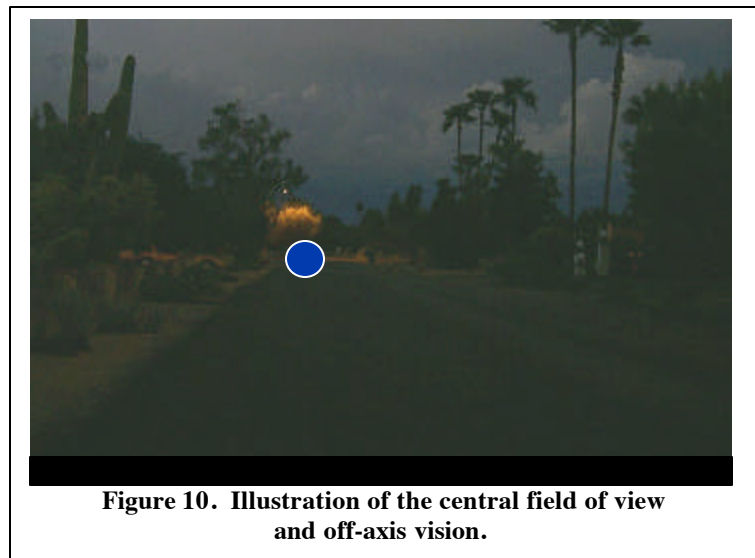 Figure 10. Illustration of the central field of view
and off-axis vision.